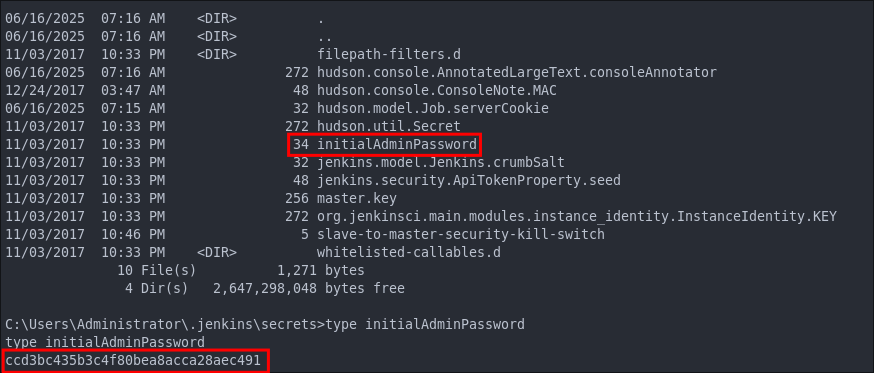 06/16/2025  07:16 AM    <DIR>          .
06/16/2025  07:16 AM    <DIR>          ..
11/03/2017  10:33 PM    <DIR>          filepath-filters.d
06/16/2025  07:16 AM               272 hudson.console.AnnotatedLargeText.consoleAnnotator
12/24/2017  03:47 AM                48 hudson.console.ConsoleNote.MAC
06/16/2025  07:15 AM                32 hudson.model.Job.serverCookie
11/03/2017  10:33 PM               272 hudson.util.Secret
11/03/2017  10:33 PM                34 initialAdminPassword
11/03/2017  10:33 PM                32 jenkins.model.Jenkins.crumbSalt
11/03/2017  10:33 PM                48 jenkins.security.ApiTokenProperty.seed
11/03/2017  10:33 PM               256 master.key
11/03/2017  10:33 PM               272 org.jenkinsci.main.modules.instance_identity.InstanceIdentity.KEY
11/03/2017  10:46 PM                 5 slave-to-master-security-kill-switch
11/03/2017  10:33 PM    <DIR>          whitelisted-callables.d
              10 File(s)          1,271 bytes
               4 Dir(s)   2,647,298,048 bytes free
C:\Users\Administrator\.jenkins\secrets>type initialAdminPassword
type initialAdminPassword
ccd3bc435b3c4f80bea8acca28aec491